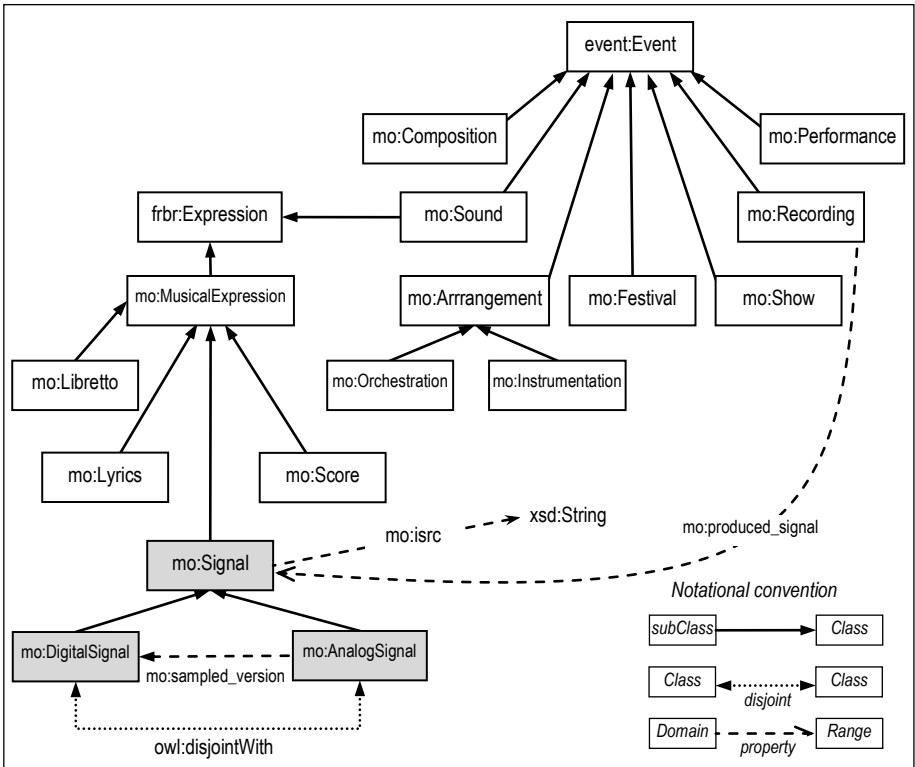 event:Event
mo:Composition
mo:Performance
frbr:Expression
mo:Sound
mo:Recording
mo:MusicalExpression
mo:Arrrangement
mo:Festival
mo:Show
mo:Libretto
mo:Orchestration
mo:Instrumentation
mo:Lyrics
mo:Score
xsd:String
mo:isrc
mo:produced_signal
mo:Signal
Notational convention
subClass
Class
mo:DigitalSignal
mo:AnalogSignal
mo:sampled_version
Class
Class
disjoint
owl:disjointWith
Domain
Range
property